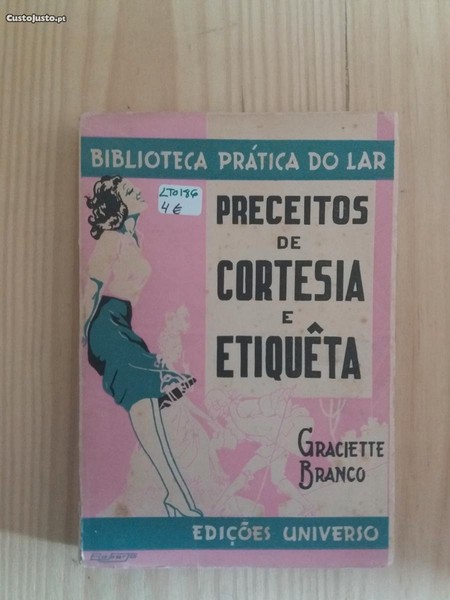 CustoJusto.pt
BIBLIOTECA PRÁTICA DO LAR
LT0186
4 €
PRECEITOS
DE
CORTESIA
E
ETIQUÊTA
GRACIETTE
BRANCO
EDIÇÕES UNIVERSO